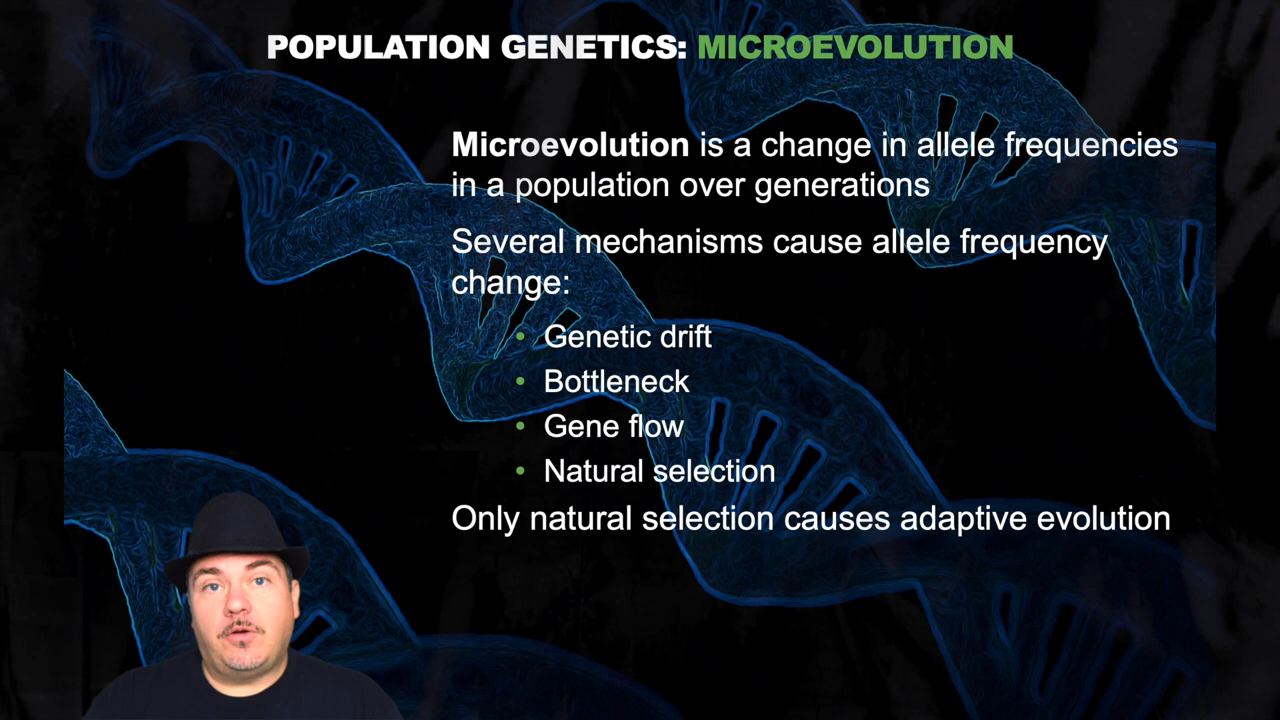 POPULATION GENETICS: MICROEVOLUTION
Microevolution is a change in allele frequencies
in a population over generations
Several mechanisms cause allele frequency
change:
• Genetic drift
• Bottleneck
• Gene flow
• Natural selection
Only natural selection causes adaptive evolution